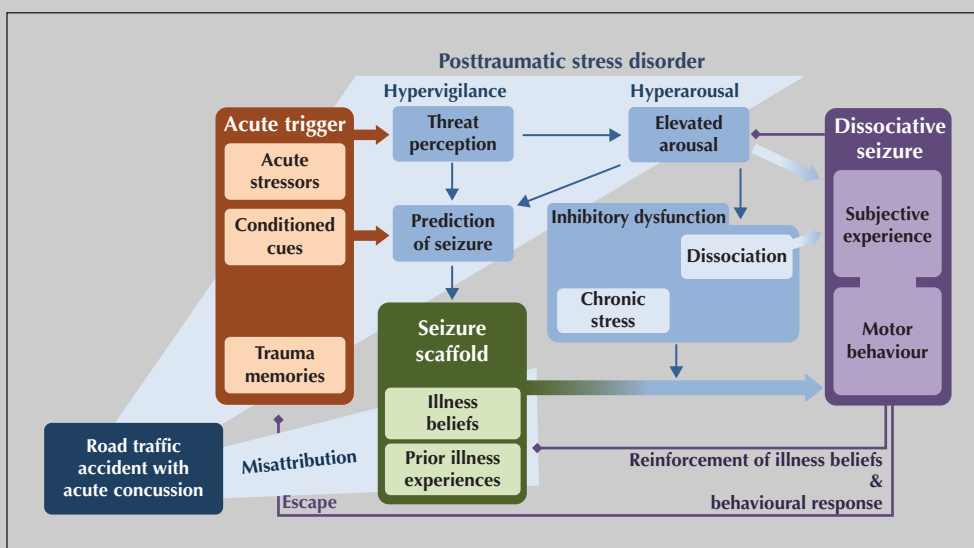 Posttraumatic stress disorder
Hypervigilance
Hyperarousal
Acute trigger
Acute
stressors
Conditioned
cues
Trauma
memories
Threat
perception
Elevated
arousal
Prediction
of seizure
Inhibitory dysfunction
Dissociation
Chronic
stress
Dissociative
seizure
Subjective
experience
Motor
behaviour
Seizure
scaffold
Illness
beliefs
Prior illness
experiences
Road traffic
accident with
acute concussion
Misattribution
Escape
Reinforcement of illness beliefs
&
behavioural response